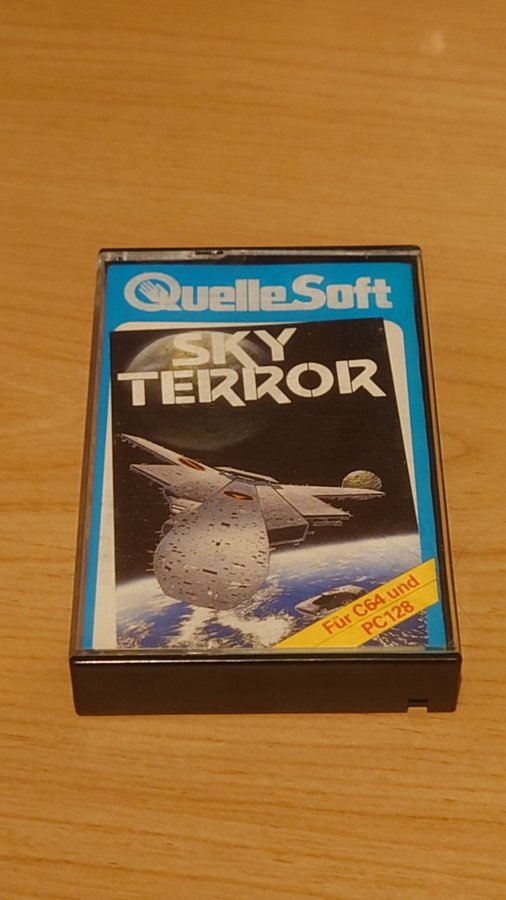 QuelleSoft
SKY
TERROR
Für C64 und
PC128